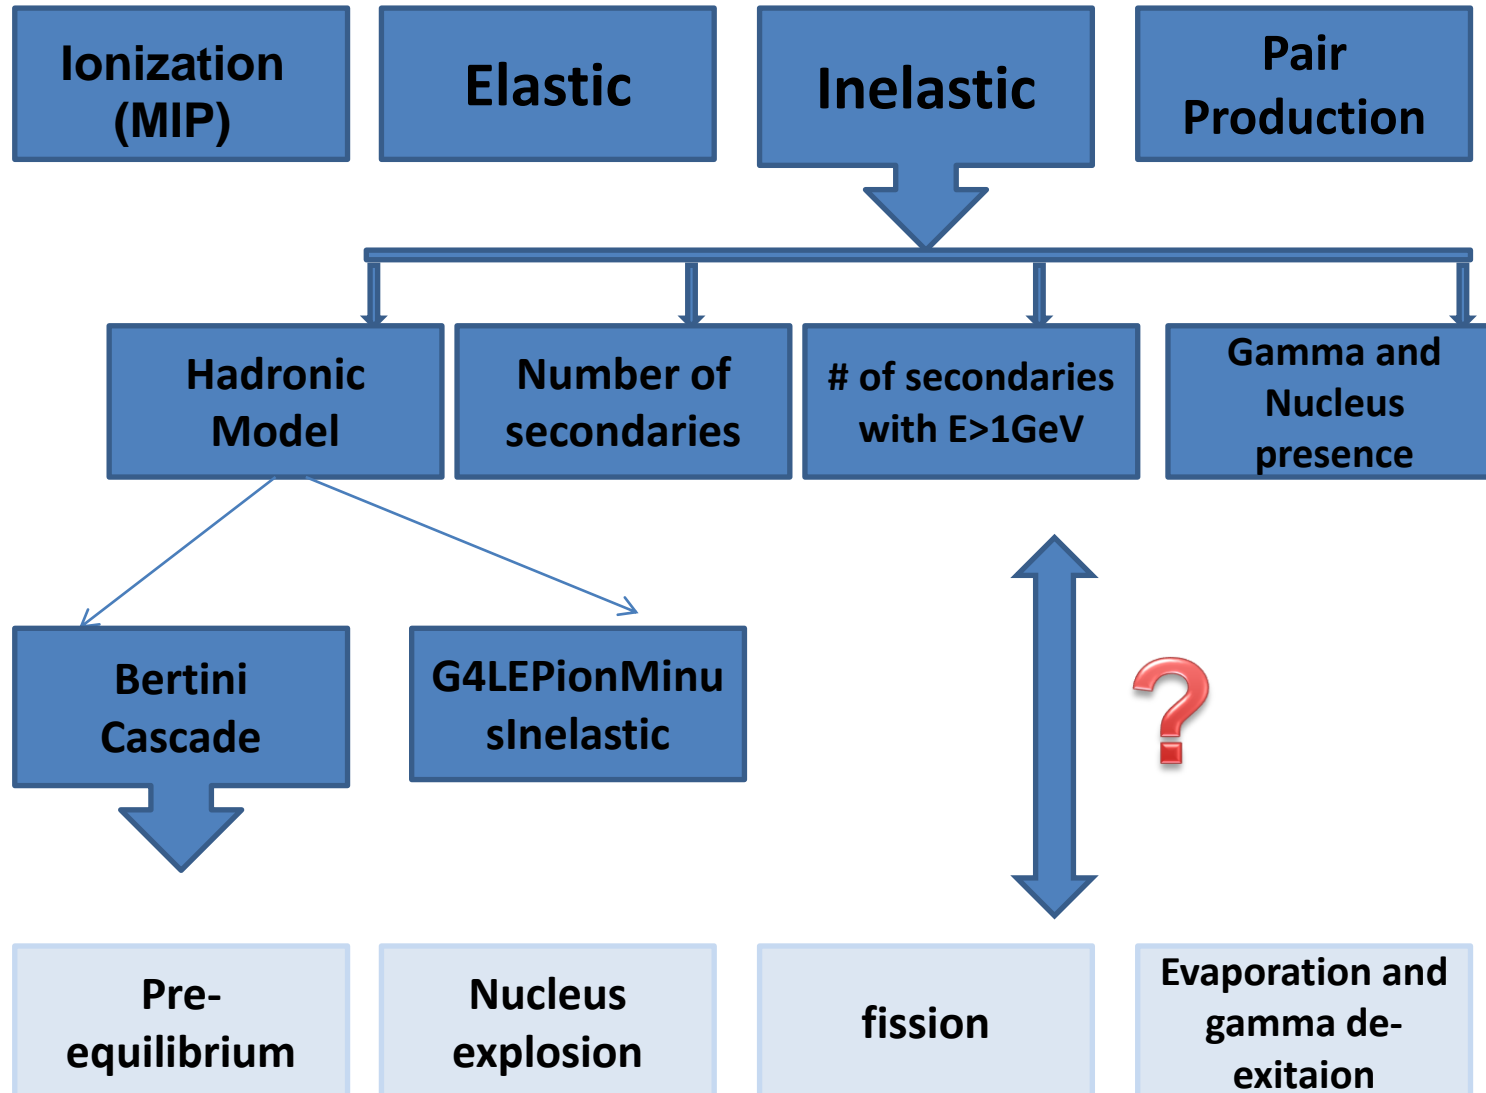 Ionization
(MIP)
Elastic
Inelastic
Pair
Production
Hadronic
Model
Number of
secondaries
# of secondaries
with E>1GeV
Gamma and
Nucleus
presence
Bertini
Cascade
G4LEPionMinu
sInelastic
?
Pre-
equilibrium
Nucleus
explosion
fission
Evaporation and
gamma de-
exitaion